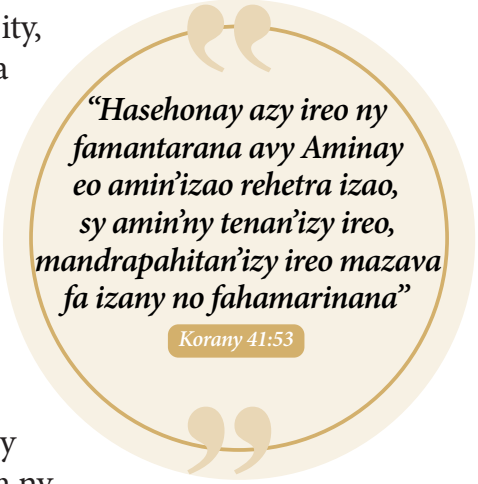 ity,
a
“Hasehonay azy ireo ny
famantarana avy Aminay
eo amin’izao rehetra izao,
sy amin’ny tenan’izy ireo,
mandrapahitan’izy ireo mazava
fa izany no fahamarinana”
Korany 41:53
y
ny